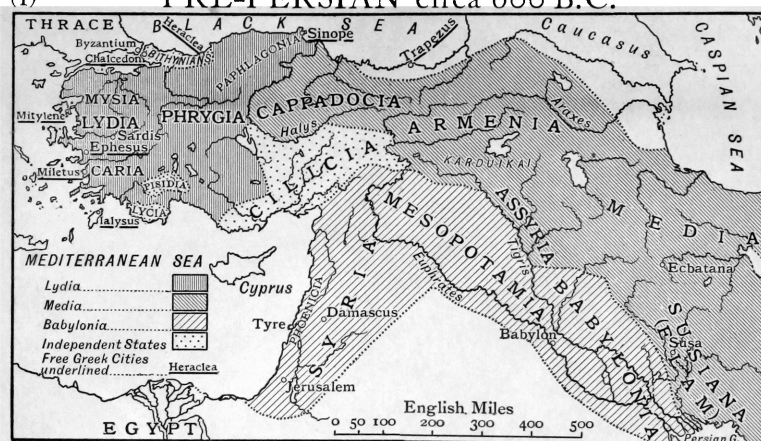 (1) PRE-PERSIAN circa 600 B.C.
THRACE
BLACK SEA
Heraclea
Sinope
Trapezus
Caucasus
CASPIAN SEA
Byzantium
Chalcedon
BITHYNIANS
PAPHLAGONIA
MYSIA
Mitylene
LYDIA
PHRYGIA
CAPPADOCIA
Halys
ARMENIA
Araxes
Sardis
Ephesus
KARDUIKAI
Miletus
CARIA
PISIDIA
CILICIA
LYCIA
Ialysus
ASSYRIA
MEDIA
MESOPOTAMIA
Tigris
Ecbatana
MEDITERRANEAN SEA
Lydia
Media
Babylonia
Independent States
Free Greek Cities
underlined
Heraclea
Cyprus
SYRIA
PHOENICIA
Euphrates
Tyre
Damascus
Babylon
BABYLONIA
Susa
SUSIANA
(ELAM)
Jerusalem
English Miles
0 50 100 200 300 400 500
EGYPT
Persian G.